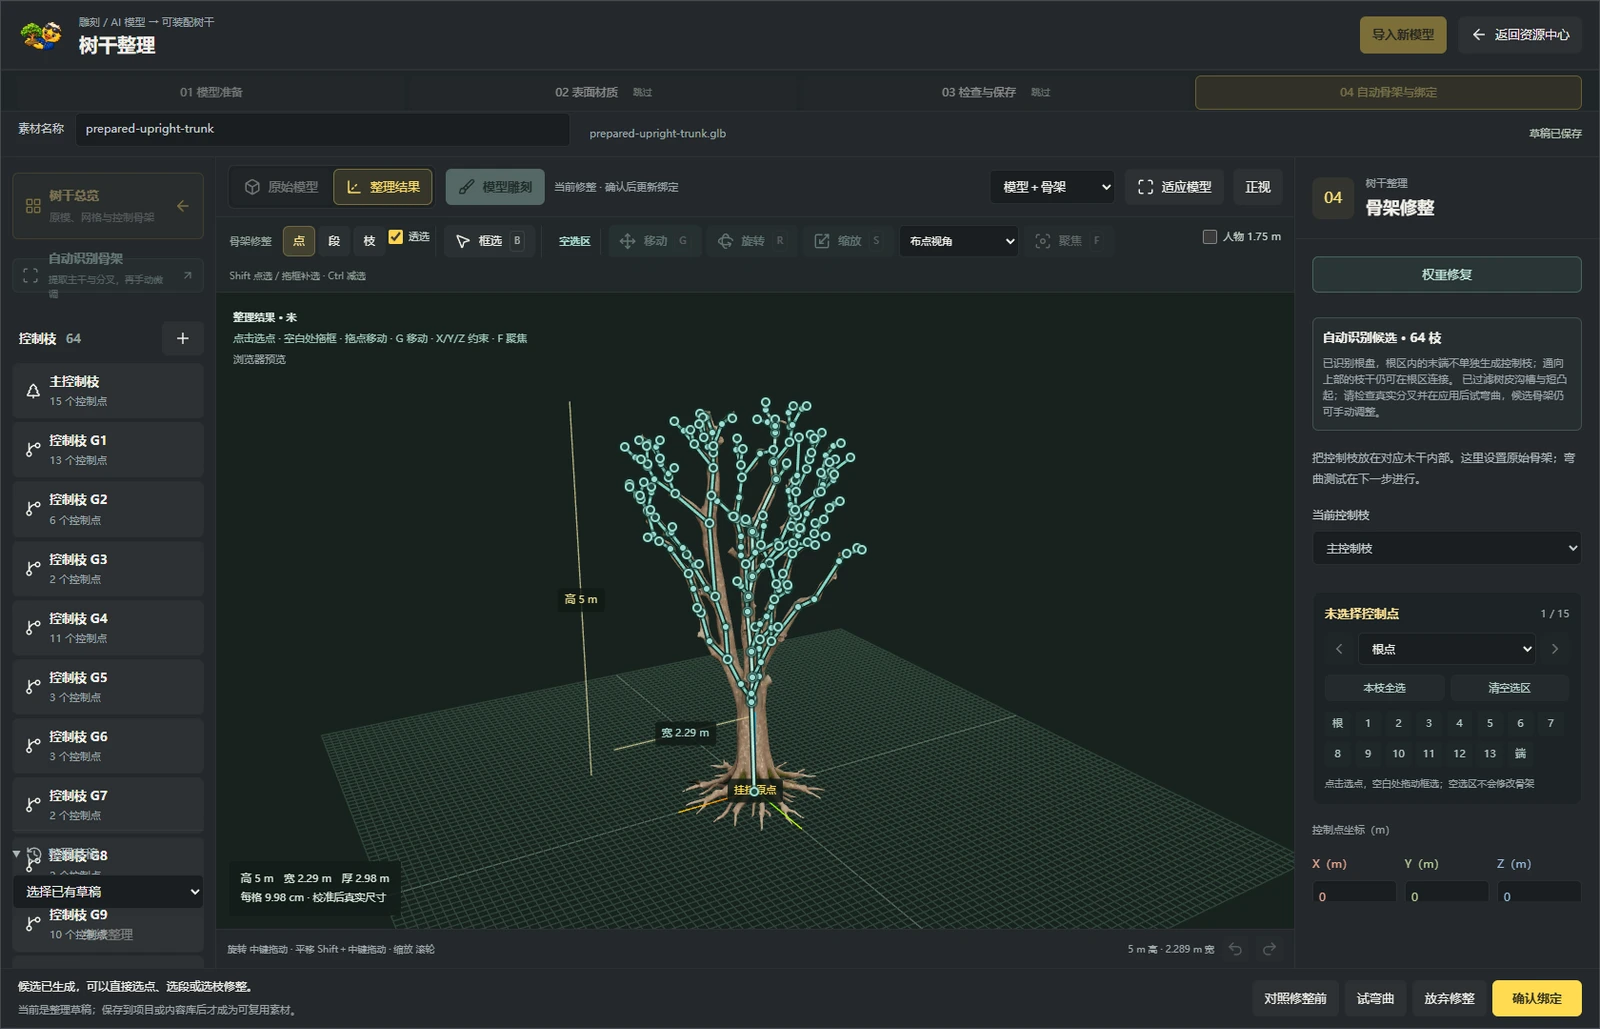 雕刻 / AI 模型 → 可装配树干
树干整理
导入新模型
返回资源中心
01 模型准备
02 表面材质 跳过
03 检查与保存 跳过
04 自动骨架与绑定
素材名称
prepared-upright-trunk
prepared-upright-trunk.glb
草稿已保存
树干总览
原模、网格与控制骨架
自动识别骨架
提取主干与分叉，再手动微调
控制枝 64
主控制枝
15 个控制点
控制枝 G1
13 个控制点
控制枝 G2
6 个控制点
控制枝 G3
2 个控制点
控制枝 G4
11 个控制点
控制枝 G5
3 个控制点
控制枝 G6
3 个控制点
控制枝 G7
2 个控制点
控制枝 G8
选择已有草稿
控制枝 G9
原始模型
整理结果
模型雕刻
当前修整 · 确认后更新绑定
模型 + 骨架
适应模型
正视
骨架修整
点
段
枝
透选
框选 B
空选区
移动 G
旋转 R
缩放 S
布点视角
聚焦 F
人物 1.75 m
Shift 点选 / 拖框补选 · Ctrl 减选
整理结果 • 米
点击选点 · 空白处拖框 · 拖点移动 · G 移动 · X/Y/Z 约束 · F 聚焦
浏览器预览
高 5 m
宽 2.29 m
高 5 m 宽 2.29 m 厚 2.98 m
每格 9.98 cm · 校准后真实尺寸
旋转 中键拖动 · 平移 Shift + 中键拖动 · 缩放 滚轮
5 m 高 · 2.289 m 宽
04
树干整理
骨架修整
权重修复
自动识别候选 • 64 枝
已识别根盘，根区内的末端不单独生成控制枝；通向
上部的枝干仍可在根区连接。 已过滤树皮沟槽与短凸
起；请检查真实分叉并在应用后试弯曲，候选骨架仍
可手动调整。
把控制枝放在对应木干内部。这里设置原始骨架；弯
曲测试在下一步进行。
当前控制枝
主控制枝
未选择控制点
1 / 15
根点
本枝全选
清空选区
根 1 2 3 4 5 6 7
8 9 10 11 12 13 端
点击选点，空白处拖动框选；空选区不会修改骨架
控制点坐标（m）
X（m） Y（m） Z（m）
0 0 0
候选已生成，可以直接选点、选段或选枝修整。
当前是整理草稿；保存到项目或内容库后才成为可复用素材。
对照修整前
试弯曲
放弃修整
确认绑定